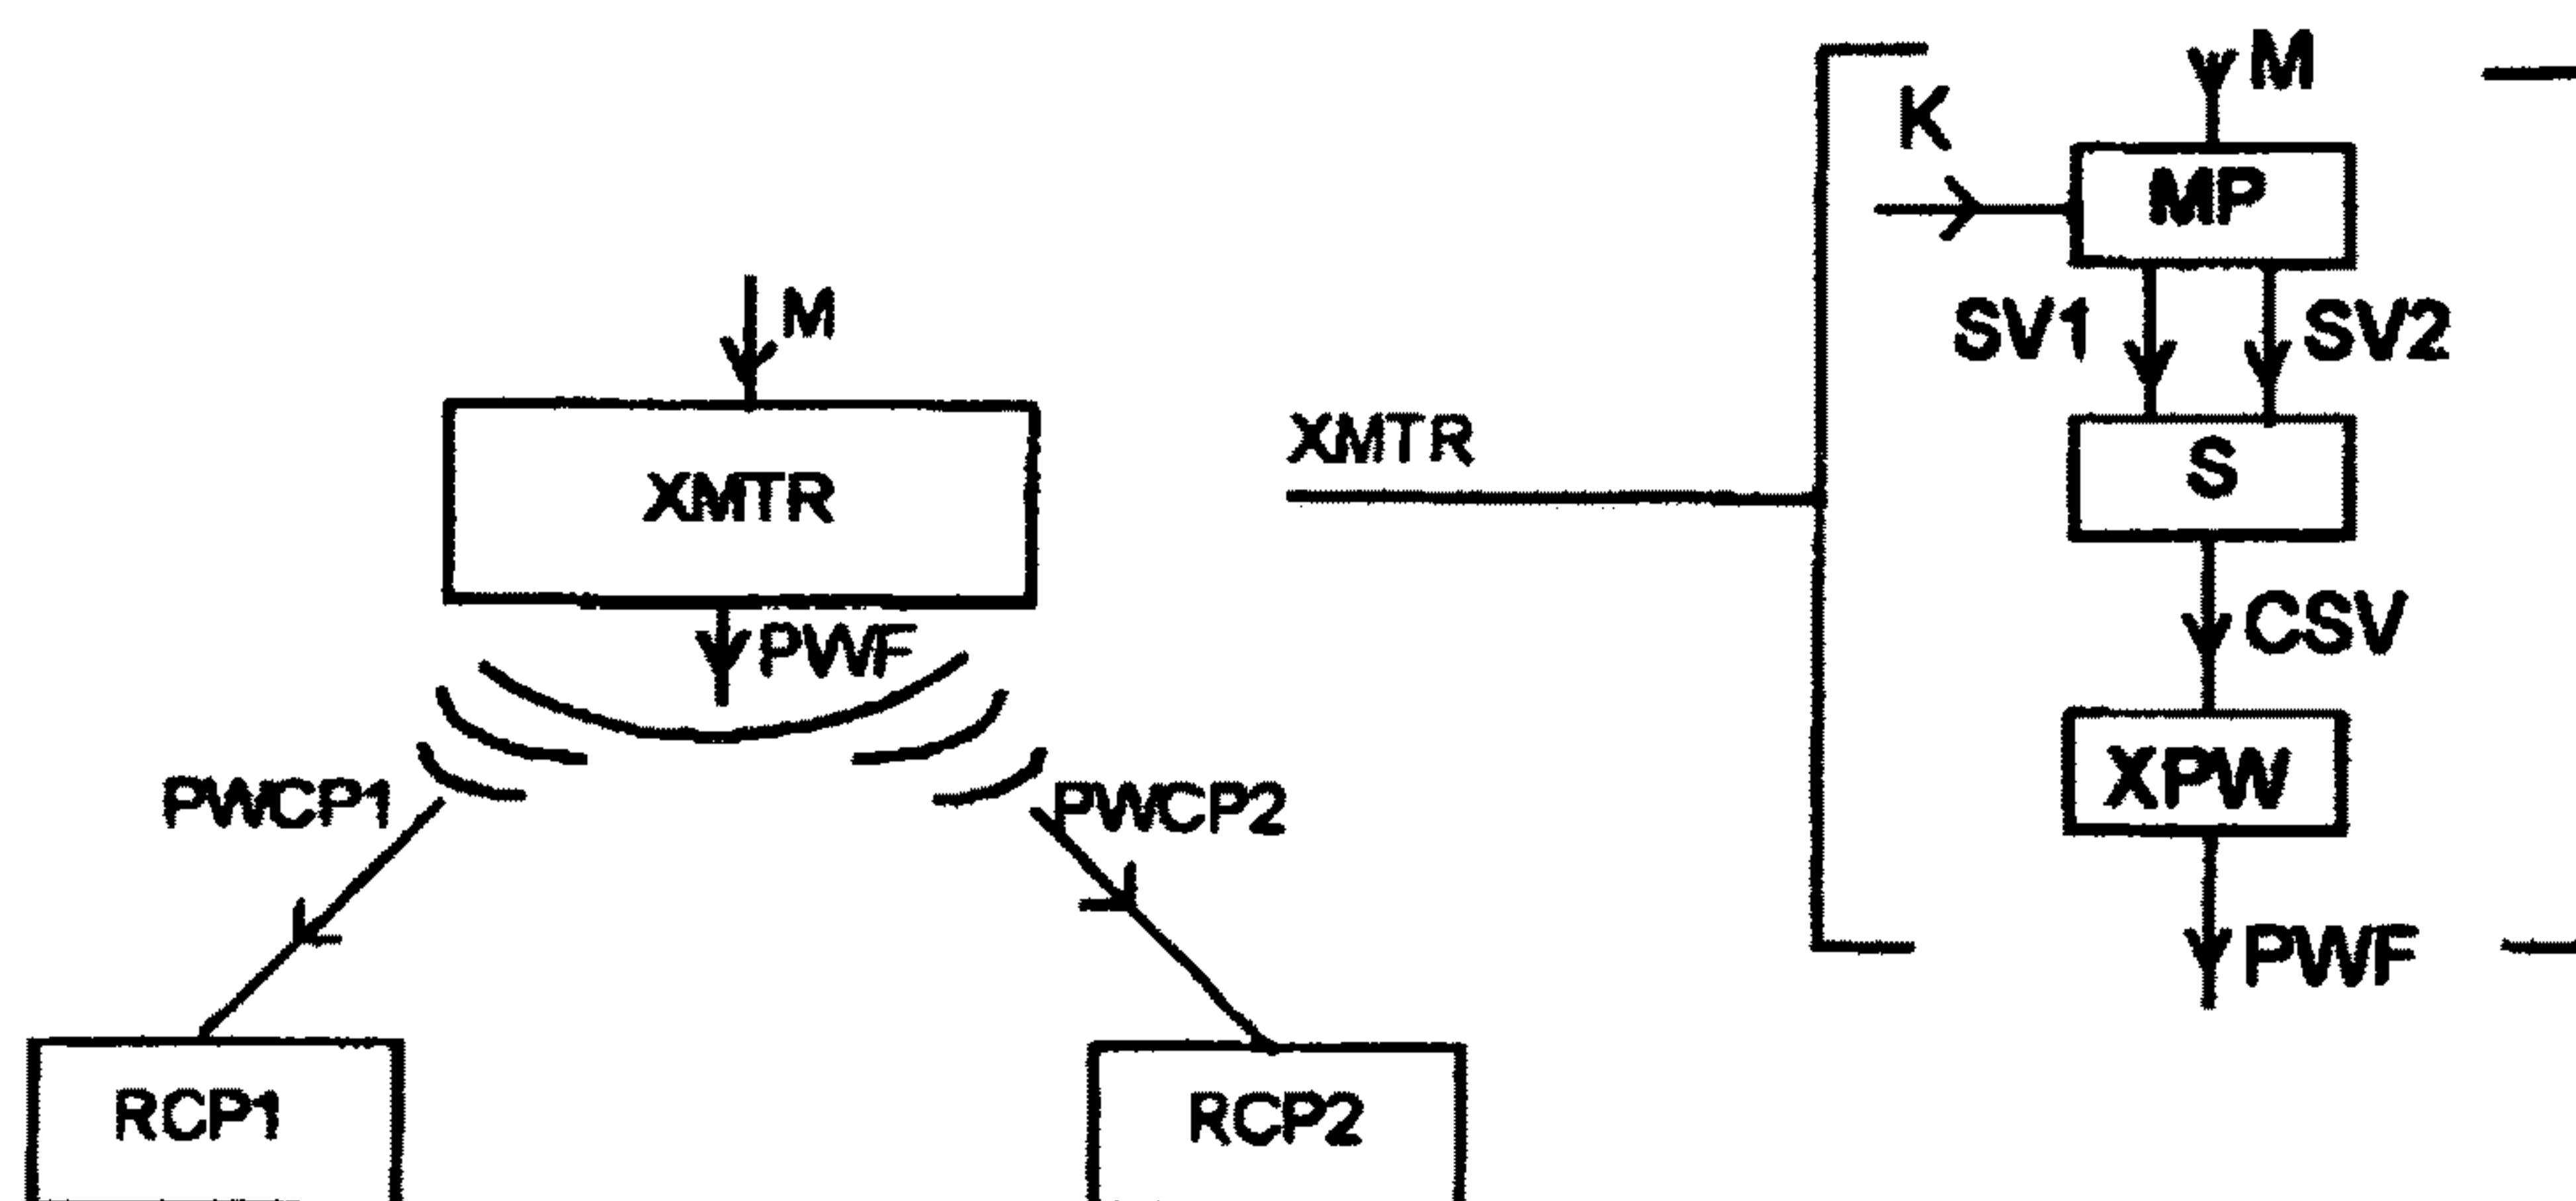 M
XMTR
PWF
PWCP1
PWCP2
RCP1
RCP2
XMTR
K
M
MP
SV1
SV2
S
CSV
XPW
PWF